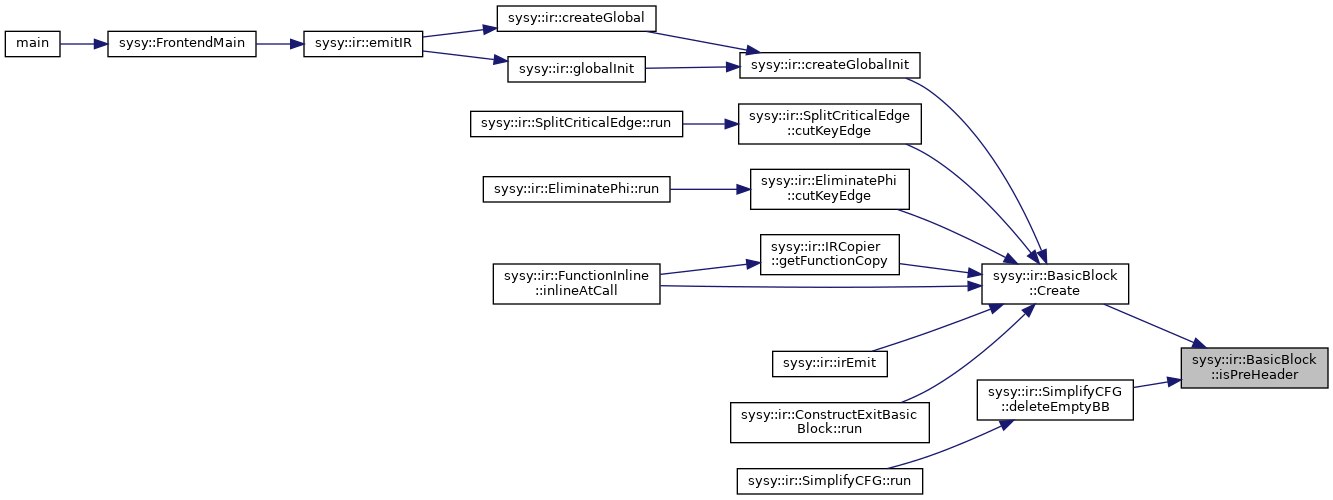 main
sysy::FrontendMain
sysy::ir::emitIR
sysy::ir::createGlobal
sysy::ir::globalInit
sysy::ir::createGlobalInit
sysy::ir::SplitCriticalEdge::run
sysy::ir::SplitCriticalEdge
::cutKeyEdge
sysy::ir::EliminatePhi::run
sysy::ir::EliminatePhi
::cutKeyEdge
sysy::ir::FunctionInline
::inlineAtCall
sysy::ir::IRCopier
::getFunctionCopy
sysy::ir::BasicBlock
::Create
sysy::ir::irEmit
sysy::ir::BasicBlock
::isPreHeader
sysy::ir::ConstructExitBasic
Block::run
sysy::ir::SimplifyCFG
::deleteEmptyBB
sysy::ir::SimplifyCFG::run